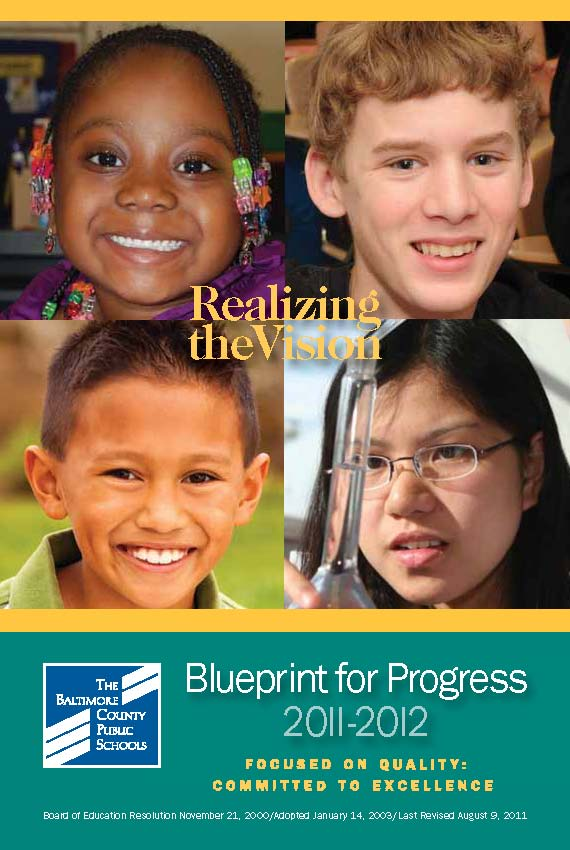 Realizing
the Vision
THE
BALTIMORE
COUNTY
PUBLIC
SCHOOLS
Blueprint for Progress
2011-2012
FOCUSED ON QUALITY:
COMMITTED TO EXCELLENCE
Board of Education Resolution November 21, 2000/Adopted January 14, 2003/Last Revised August 9, 2011